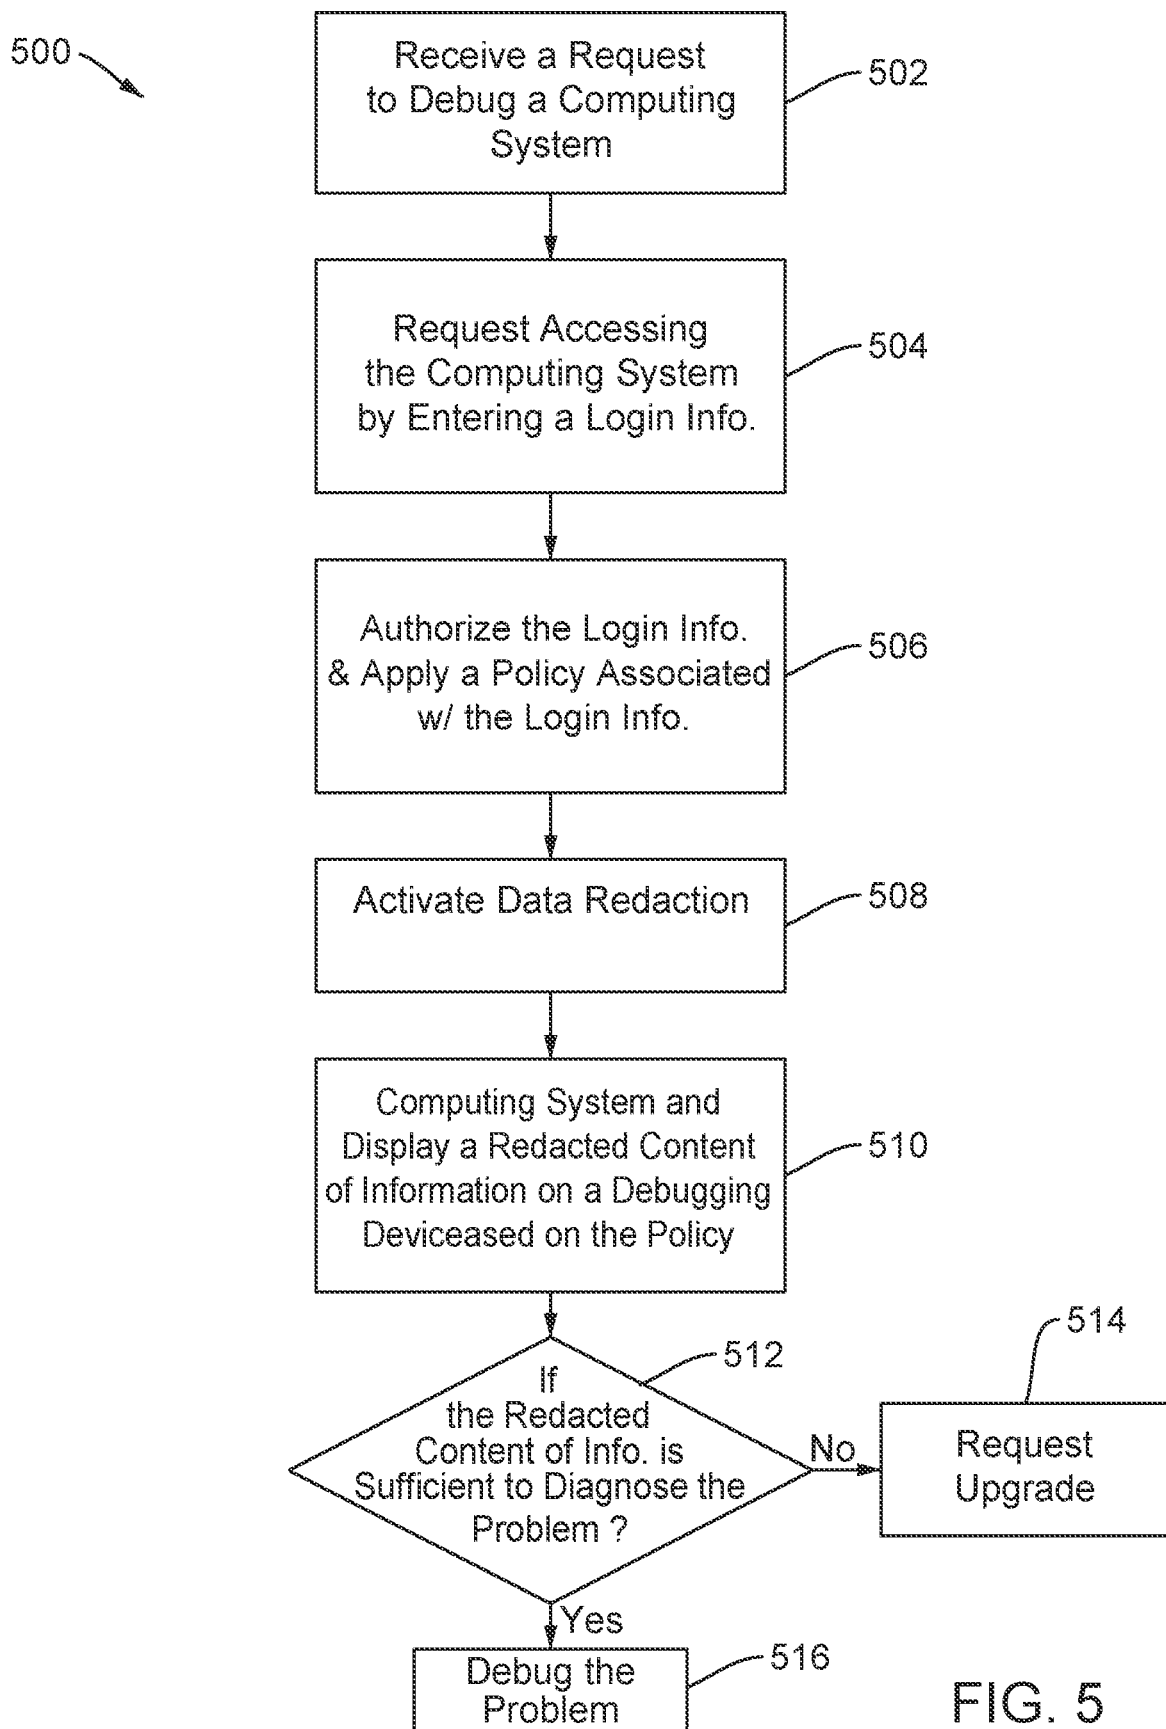 500
Receive a Request
to Debug a Computing
System
502
Request Accessing
the Computing System
by Entering a Login Info.
504
Authorize the Login Info.
& Apply a Policy Associated
w/ the Login Info.
506
Activate Data Redaction
508
Computing System and
Display a Redacted Content
of Information on a Debugging
Deviceased on the Policy
510
If
the Redacted
Content of Info. is
Sufficient to Diagnose the
Problem ?
512
No
Request
Upgrade
514
Yes
Debug the
Problem
516
FIG. 5